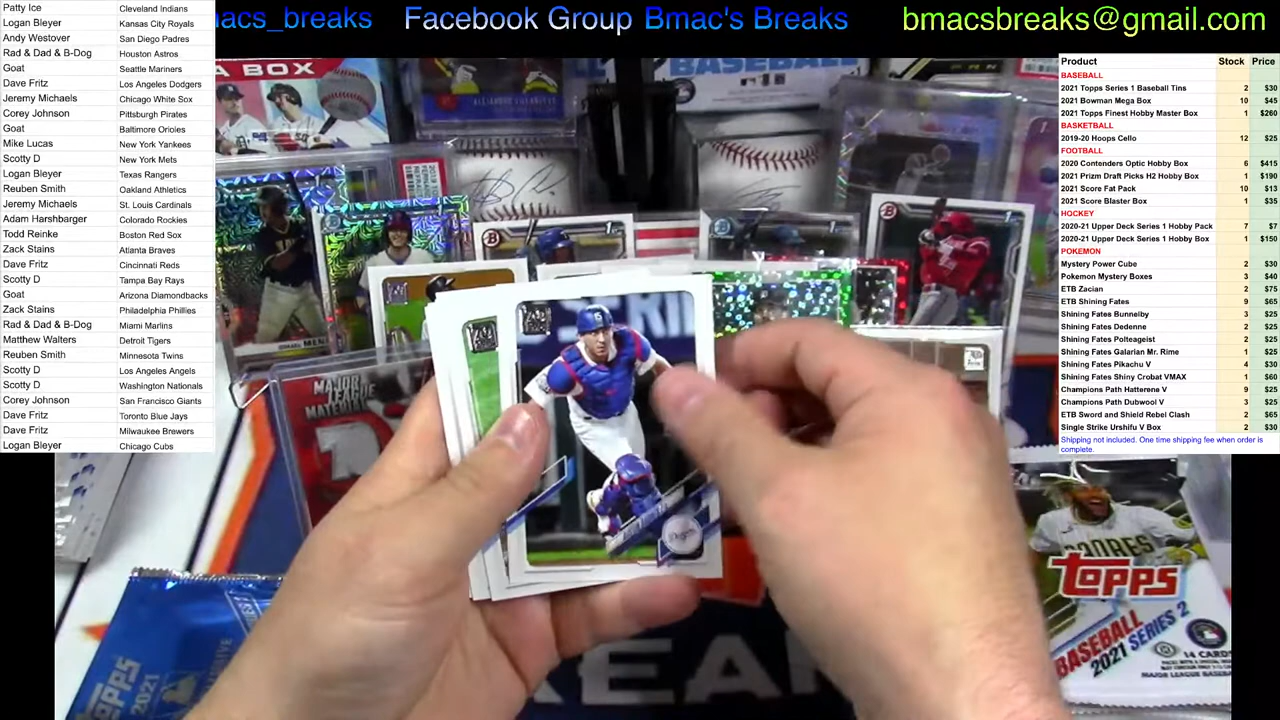 nacs_breaks Facebook Group Bmac's Breaks bmacsbreaks@gmail.com
Patty Ice Cleveland Indians
Logan Bleyer Kansas City Royals
Andy Westover San Diego Padres
Rad & Dad & B-Dog Houston Astros
Goat Seattle Mariners
Dave Fritz Los Angeles Dodgers
Jeremy Michaels Chicago White Sox
Corey Johnson Pittsburgh Pirates
Goat Baltimore Orioles
Mike Lucas New York Yankees
Scotty D New York Mets
Logan Bleyer Texas Rangers
Reuben Smith Oakland Athletics
Jeremy Michaels St. Louis Cardinals
Adam Harshbarger Colorado Rockies
Todd Reinke Boston Red Sox
Zack Stains Atlanta Braves
Dave Fritz Cincinnati Reds
Scotty D Tampa Bay Rays
Goat Arizona Diamondbacks
Zack Stains Philadelphia Phillies
Rad & Dad & B-Dog Miami Marlins
Matthew Walters Detroit Tigers
Reuben Smith Minnesota Twins
Scotty D Los Angeles Angels
Scotty D Washington Nationals
Corey Johnson San Francisco Giants
Dave Fritz Toronto Blue Jays
Dave Fritz Milwaukee Brewers
Logan Bleyer Chicago Cubs
Product Stock Price
BASEBALL
2021 Topps Series 1 Baseball Tins 2 $30
2021 Bowman Mega Box 10 $45
2021 Topps Finest Hobby Master Box 1 $260
BASKETBALL
2019-20 Hoops Cello 12 $25
FOOTBALL
2020 Contenders Optic Hobby Box 6 $415
2021 Prizm Draft Picks H2 Hobby Box 1 $190
2021 Score Fat Pack 10 $13
2021 Score Blaster Box 1 $35
HOCKEY
2020-21 Upper Deck Series 1 Hobby Pack 7 $7
2020-21 Upper Deck Series 1 Hobby Box 1 $150
POKEMON
Mystery Power Cube 2 $30
Pokemon Mystery Boxes 3 $40
ETB Zacian 2 $75
ETB Shining Fates 9 $65
Shining Fates Bunnelby 3 $25
Shining Fates Dedenne 2 $25
Shining Fates Polteageist 2 $25
Shining Fates Galarian Mr. Rime 1 $25
Shining Fates Pikachu V 4 $30
Shining Fates Shiny Crobat VMAX 1 $60
Champions Path Hatterene V 9 $25
Champions Path Dubwool V 3 $25
ETB Sword and Shield Rebel Clash 2 $65
Single Strike Urshifu V Box 2 $30
Shipping not included. One time shipping fee when order is
complete.
A BOX
BASEBALL
MAJOR
LEAGUE
MATERIAL
SERI
Dodgers
PADRES
TOPPS
BASEBALL
2021 SERIES 2
14 CARDS
MAJOR LEAGUE BASEBA
TOPPS
2021
REAK